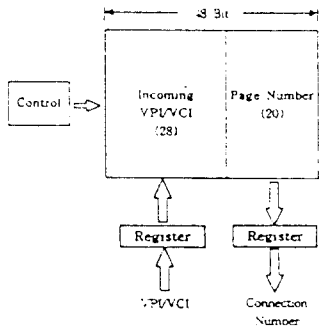 48 Bit
Control
Incoming
VPI/VCI
(28)
Page Number
(20)
Register
Register
VPI/VCI
Connection
Number